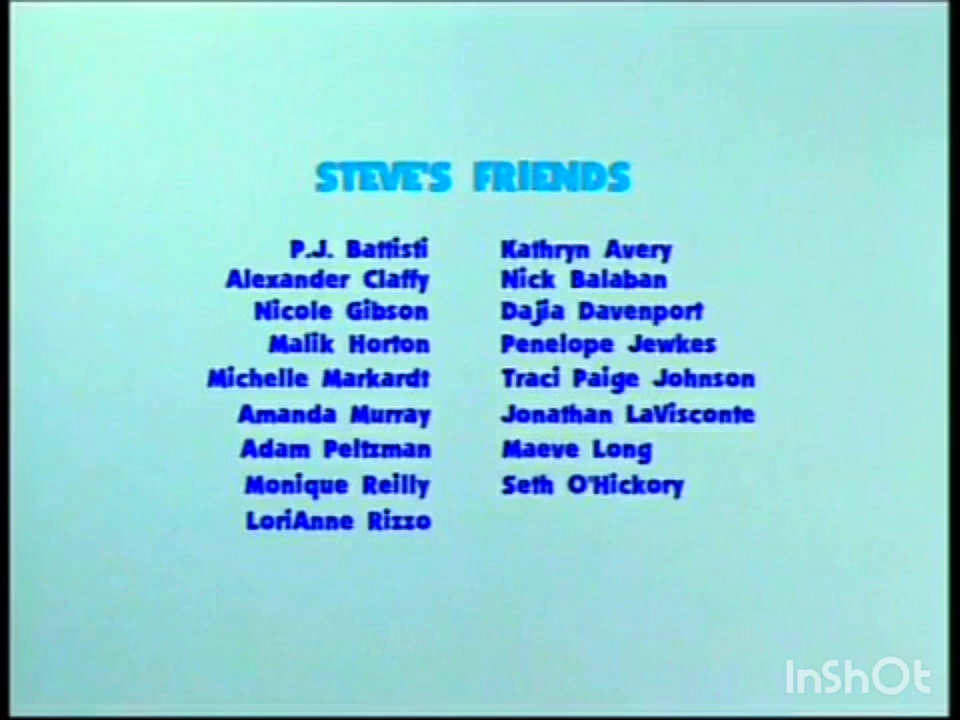 STEVE'S FRIENDS
P.J. Battisti Kathryn Avery
Alexander Claffy Nick Balaban
Nicole Gibson Dajia Davenport
Malik Horton Penelope Jewkes
Michelle Markardt Traci Paige Johnson
Amanda Murray Jonathan LaVisconte
Adam Peltzman Maeve Long
Monique Reilly Seth O'Hickory
LoriAnne Rizzo
InShOt